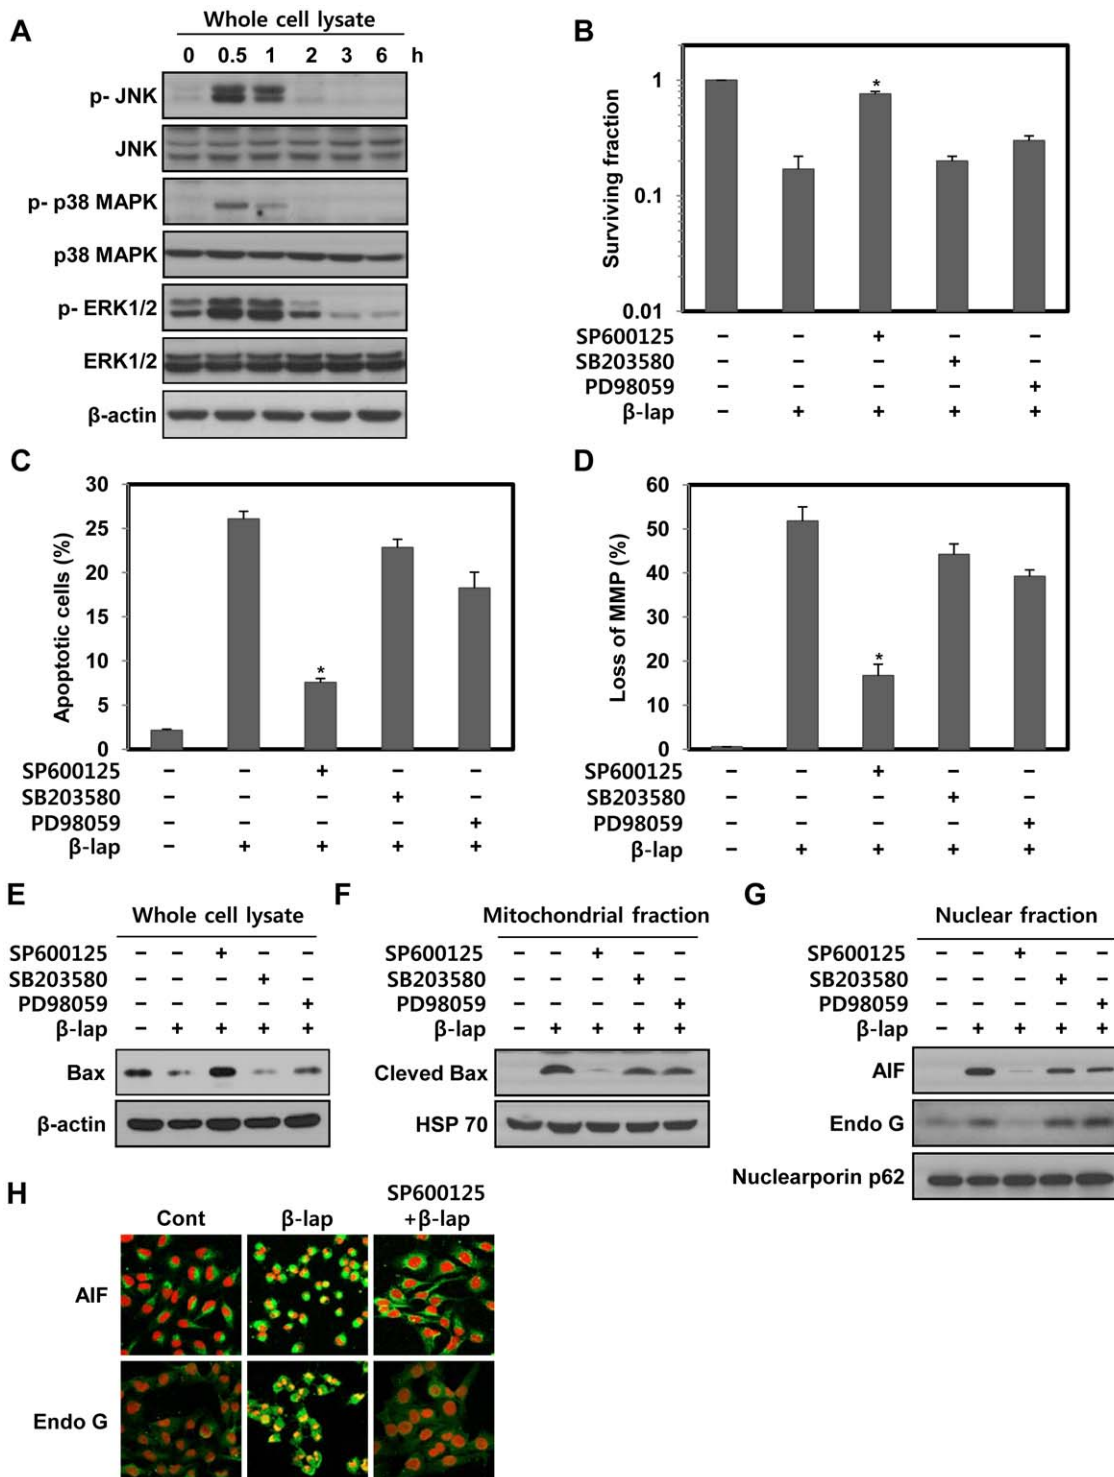 A
Whole cell lysate
0 0.5 1 2 3 6 h
p- JNK
JNK
p- p38 MAPK
p38 MAPK
p- ERK1/2
ERK1/2
β-actin
B
Surviving fraction
1
0.1
0.01
*
SP600125 – – + – –
SB203580 – – – + –
PD98059 – – – – +
β-lap – + + + +
C
Apoptotic cells (%)
30
25
20
15
10
5
0
*
SP600125 – – + – –
SB203580 – – – + –
PD98059 – – – – +
β-lap – + + + +
D
Loss of MMP (%)
60
50
40
30
20
10
0
*
SP600125 – – + – –
SB203580 – – – + –
PD98059 – – – – +
β-lap – + + + +
E
Whole cell lysate
SP600125 – – + – –
SB203580 – – – + –
PD98059 – – – – +
β-lap – + + + +
Bax
β-actin
F
Mitochondrial fraction
SP600125 – – + – –
SB203580 – – – + –
PD98059 – – – – +
β-lap – + + + +
Cleved Bax
HSP 70
G
Nuclear fraction
SP600125 – – + – –
SB203580 – – – + –
PD98059 – – – – +
β-lap – + + + +
AIF
Endo G
Nuclearporin p62
H
Cont β-lap SP600125
+β-lap
AIF
Endo G